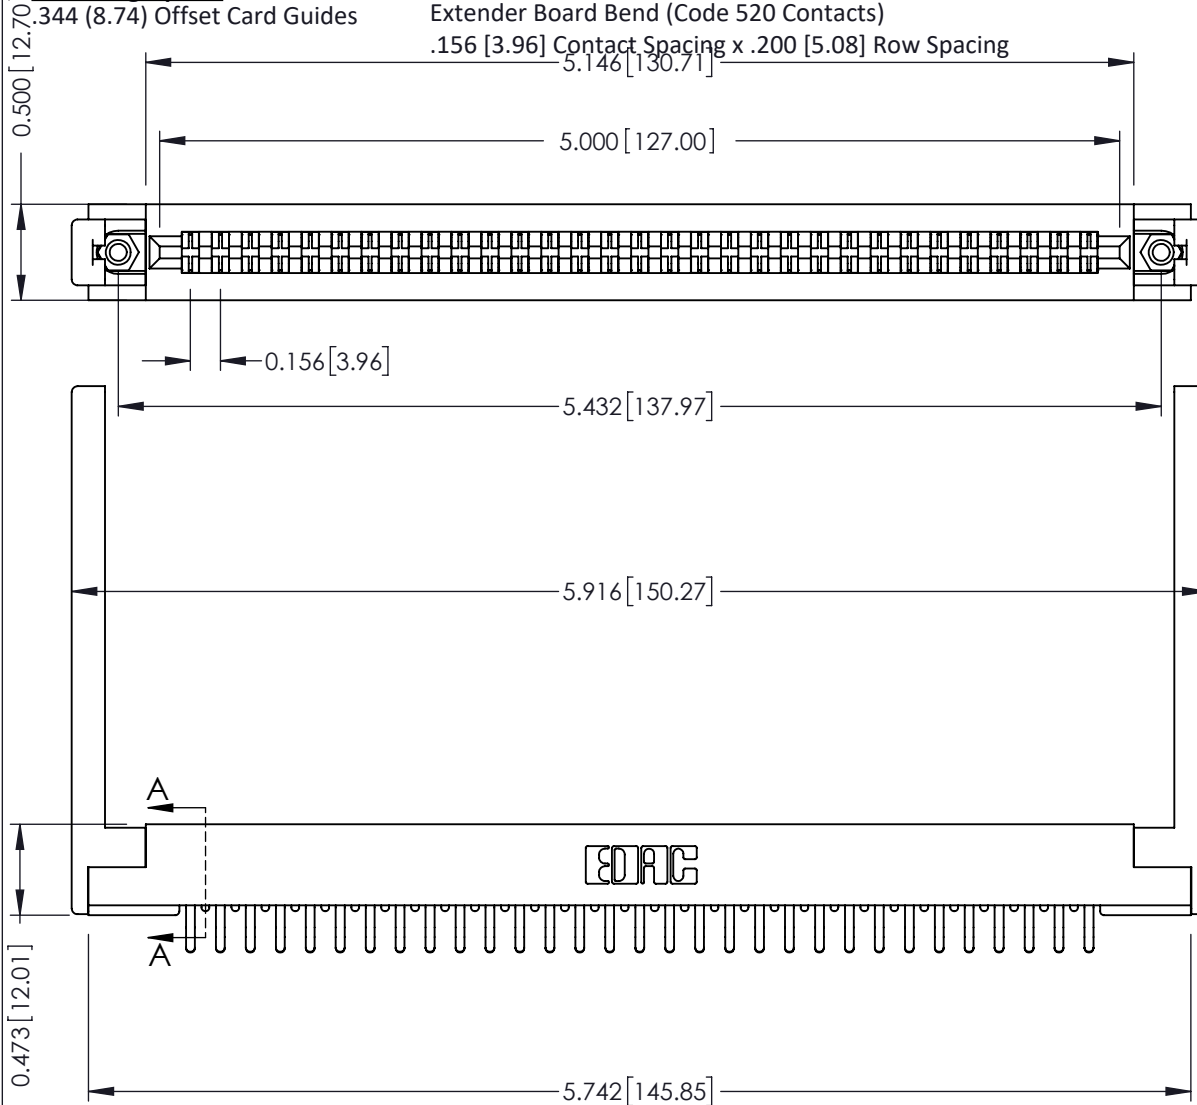 .344 (8.74) Offset Card Guides
Extender Board Bend (Code 520 Contacts)
.156 [3.96] Contact Spacing x .200 [5.08] Row Spacing
0.500 [12.70]
5.146 [130.71]
5.000 [127.00]
0.156 [3.96]
5.432 [137.97]
5.916 [150.27]
A
EDAC
A
0.473 [12.01]
5.742 [145.85]